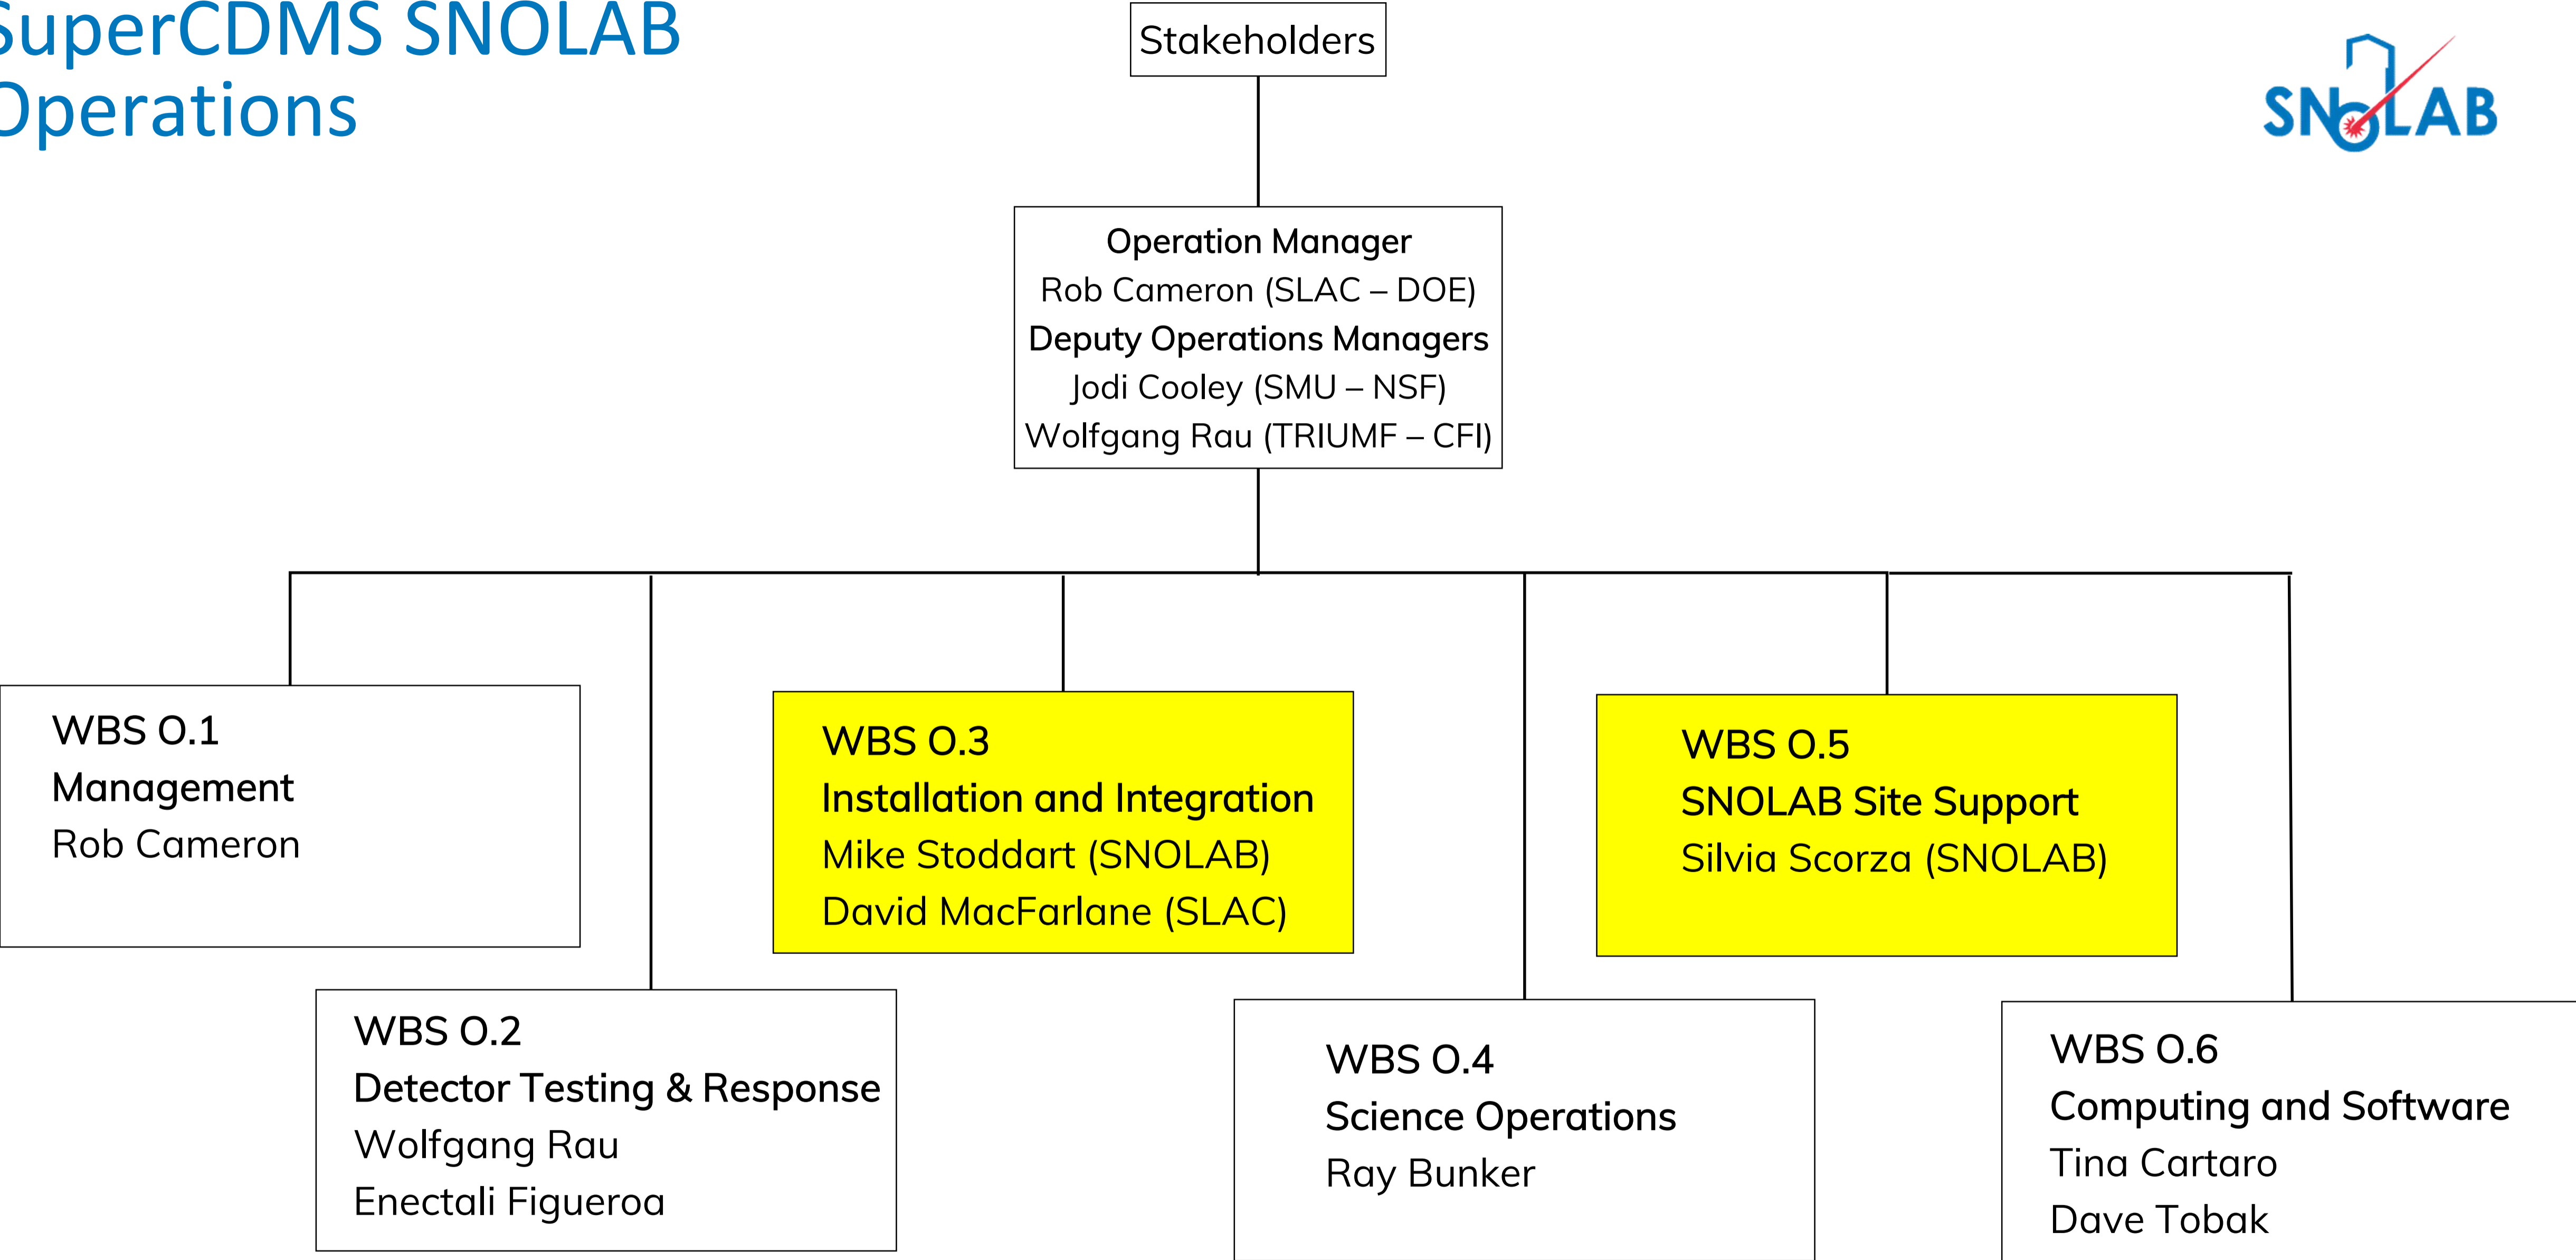 SuperCDMS SNOLAB
Operations
Stakeholders
SNOLAB
Operation Manager
Rob Cameron (SLAC – DOE)
Deputy Operations Managers
Jodi Cooley (SMU – NSF)
Wolfgang Rau (TRIUMF – CFI)
WBS O.1
Management
Rob Cameron
WBS O.2
Detector Testing & Response
Wolfgang Rau
Enectali Figueroa
WBS O.3
Installation and Integration
Mike Stoddart (SNOLAB)
David MacFarlane (SLAC)
WBS O.4
Science Operations
Ray Bunker
WBS O.5
SNOLAB Site Support
Silvia Scorza (SNOLAB)
WBS O.6
Computing and Software
Tina Cartaro
Dave Tobak